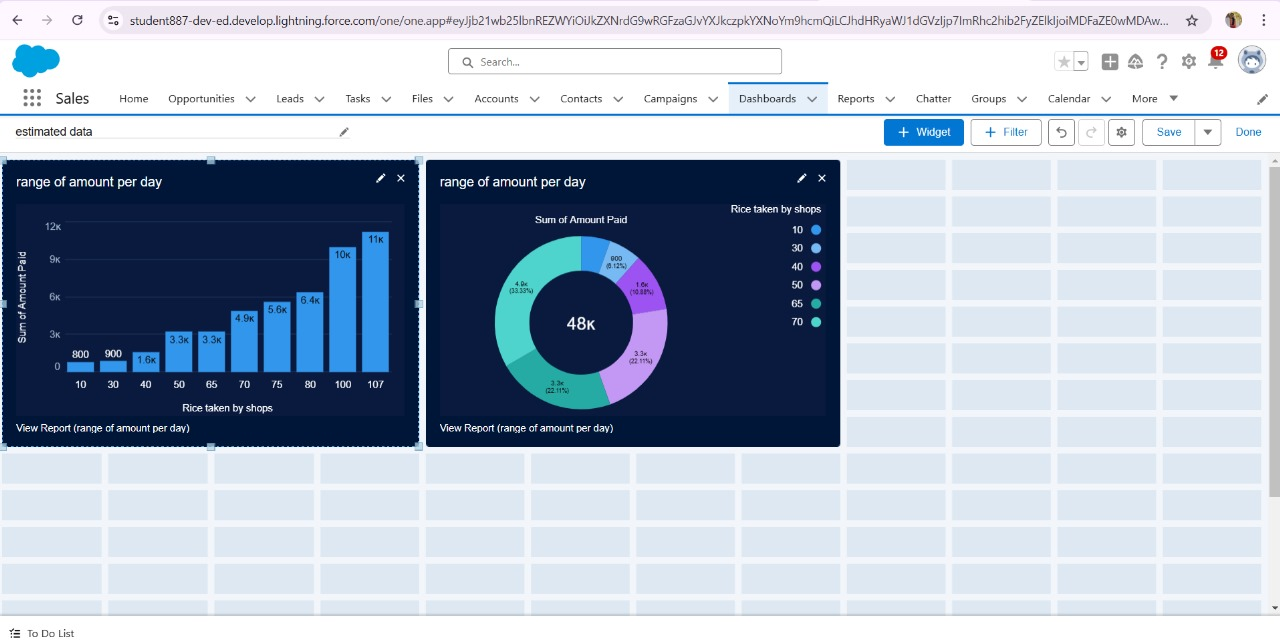 student887-dev-ed.develop.lightning.force.com/one/one.app#eyJjb21wb25lbnREZWYiOiJkZXNrdG9wRGFzaGJvYXJkczpkYXNoYm9hcmQiLCJhdHRyaWJ1dGVzIjp7InJlY29yZElkIjoiMDFaZE0wMDAw...
Search...
12
Sales Home Opportunities Leads Tasks Files Accounts Contacts Campaigns Dashboards Reports Chatter Groups Calendar More
estimated data
+ Widget + Filter Save Done
range of amount per day
Sum of Amount Paid
12K
9K
6K
3K
0
800 900 1.6K 3.3K 3.3K 4.9K 5.6K 6.4K 10K 11K
10 30 40 50 65 70 75 80 100 107
Rice taken by shops
View Report (range of amount per day)
range of amount per day
Sum of Amount Paid
Rice taken by shops
10
30
40
50
65
70
900
(6.12%)
1.6K
(10.88%)
3.3K
(22.11%)
3.3K
(22.11%)
4.9K
(33.33%)
48K
View Report (range of amount per day)
To Do List